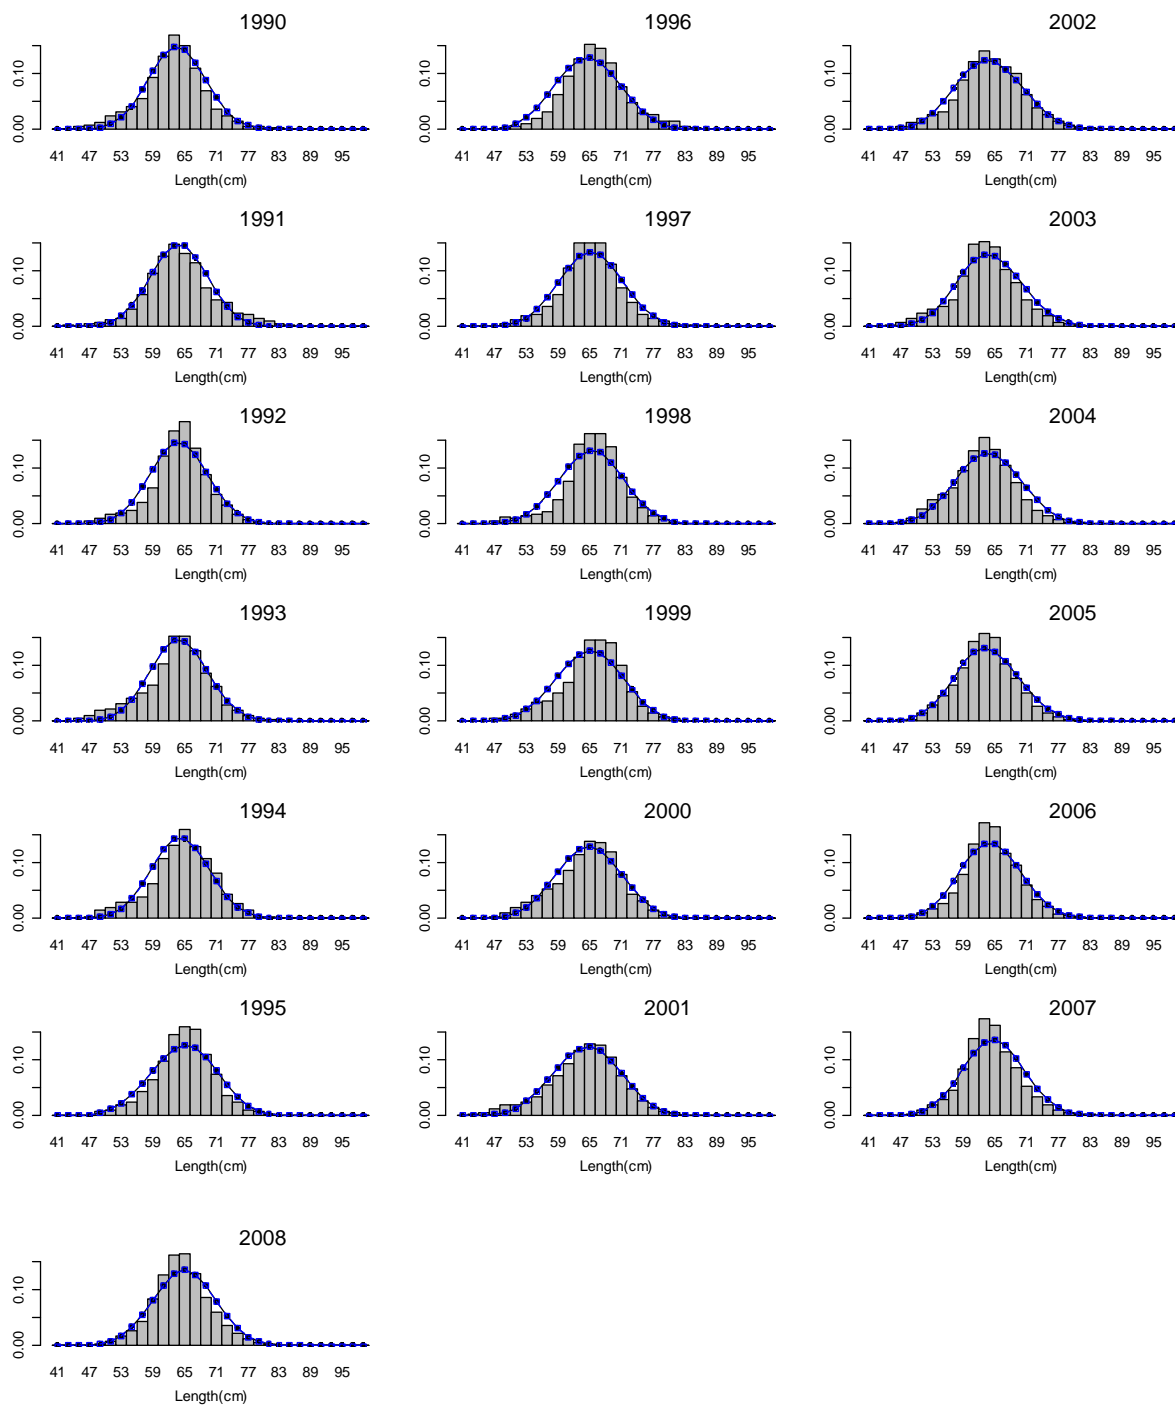 1990 1996 2002
0.00 0.10 0.00 0.10 0.00 0.10
41 47 53 59 65 71 77 83 89 95 41 47 53 59 65 71 77 83 89 95 41 47 53 59 65 71 77 83 89 95
Length(cm) Length(cm) Length(cm)
1991 1997 2003
0.00 0.10 0.00 0.10 0.00 0.10
41 47 53 59 65 71 77 83 89 95 41 47 53 59 65 71 77 83 89 95 41 47 53 59 65 71 77 83 89 95
Length(cm) Length(cm) Length(cm)
1992 1998 2004
0.00 0.10 0.00 0.10 0.00 0.10
41 47 53 59 65 71 77 83 89 95 41 47 53 59 65 71 77 83 89 95 41 47 53 59 65 71 77 83 89 95
Length(cm) Length(cm) Length(cm)
1993 1999 2005
0.00 0.10 0.00 0.10 0.00 0.10
41 47 53 59 65 71 77 83 89 95 41 47 53 59 65 71 77 83 89 95 41 47 53 59 65 71 77 83 89 95
Length(cm) Length(cm) Length(cm)
1994 2000 2006
0.00 0.10 0.00 0.10 0.00 0.10
41 47 53 59 65 71 77 83 89 95 41 47 53 59 65 71 77 83 89 95 41 47 53 59 65 71 77 83 89 95
Length(cm) Length(cm) Length(cm)
1995 2001 2007
0.00 0.10 0.00 0.10 0.00 0.10
41 47 53 59 65 71 77 83 89 95 41 47 53 59 65 71 77 83 89 95 41 47 53 59 65 71 77 83 89 95
Length(cm) Length(cm) Length(cm)
2008
0.00 0.10
41 47 53 59 65 71 77 83 89 95
Length(cm)